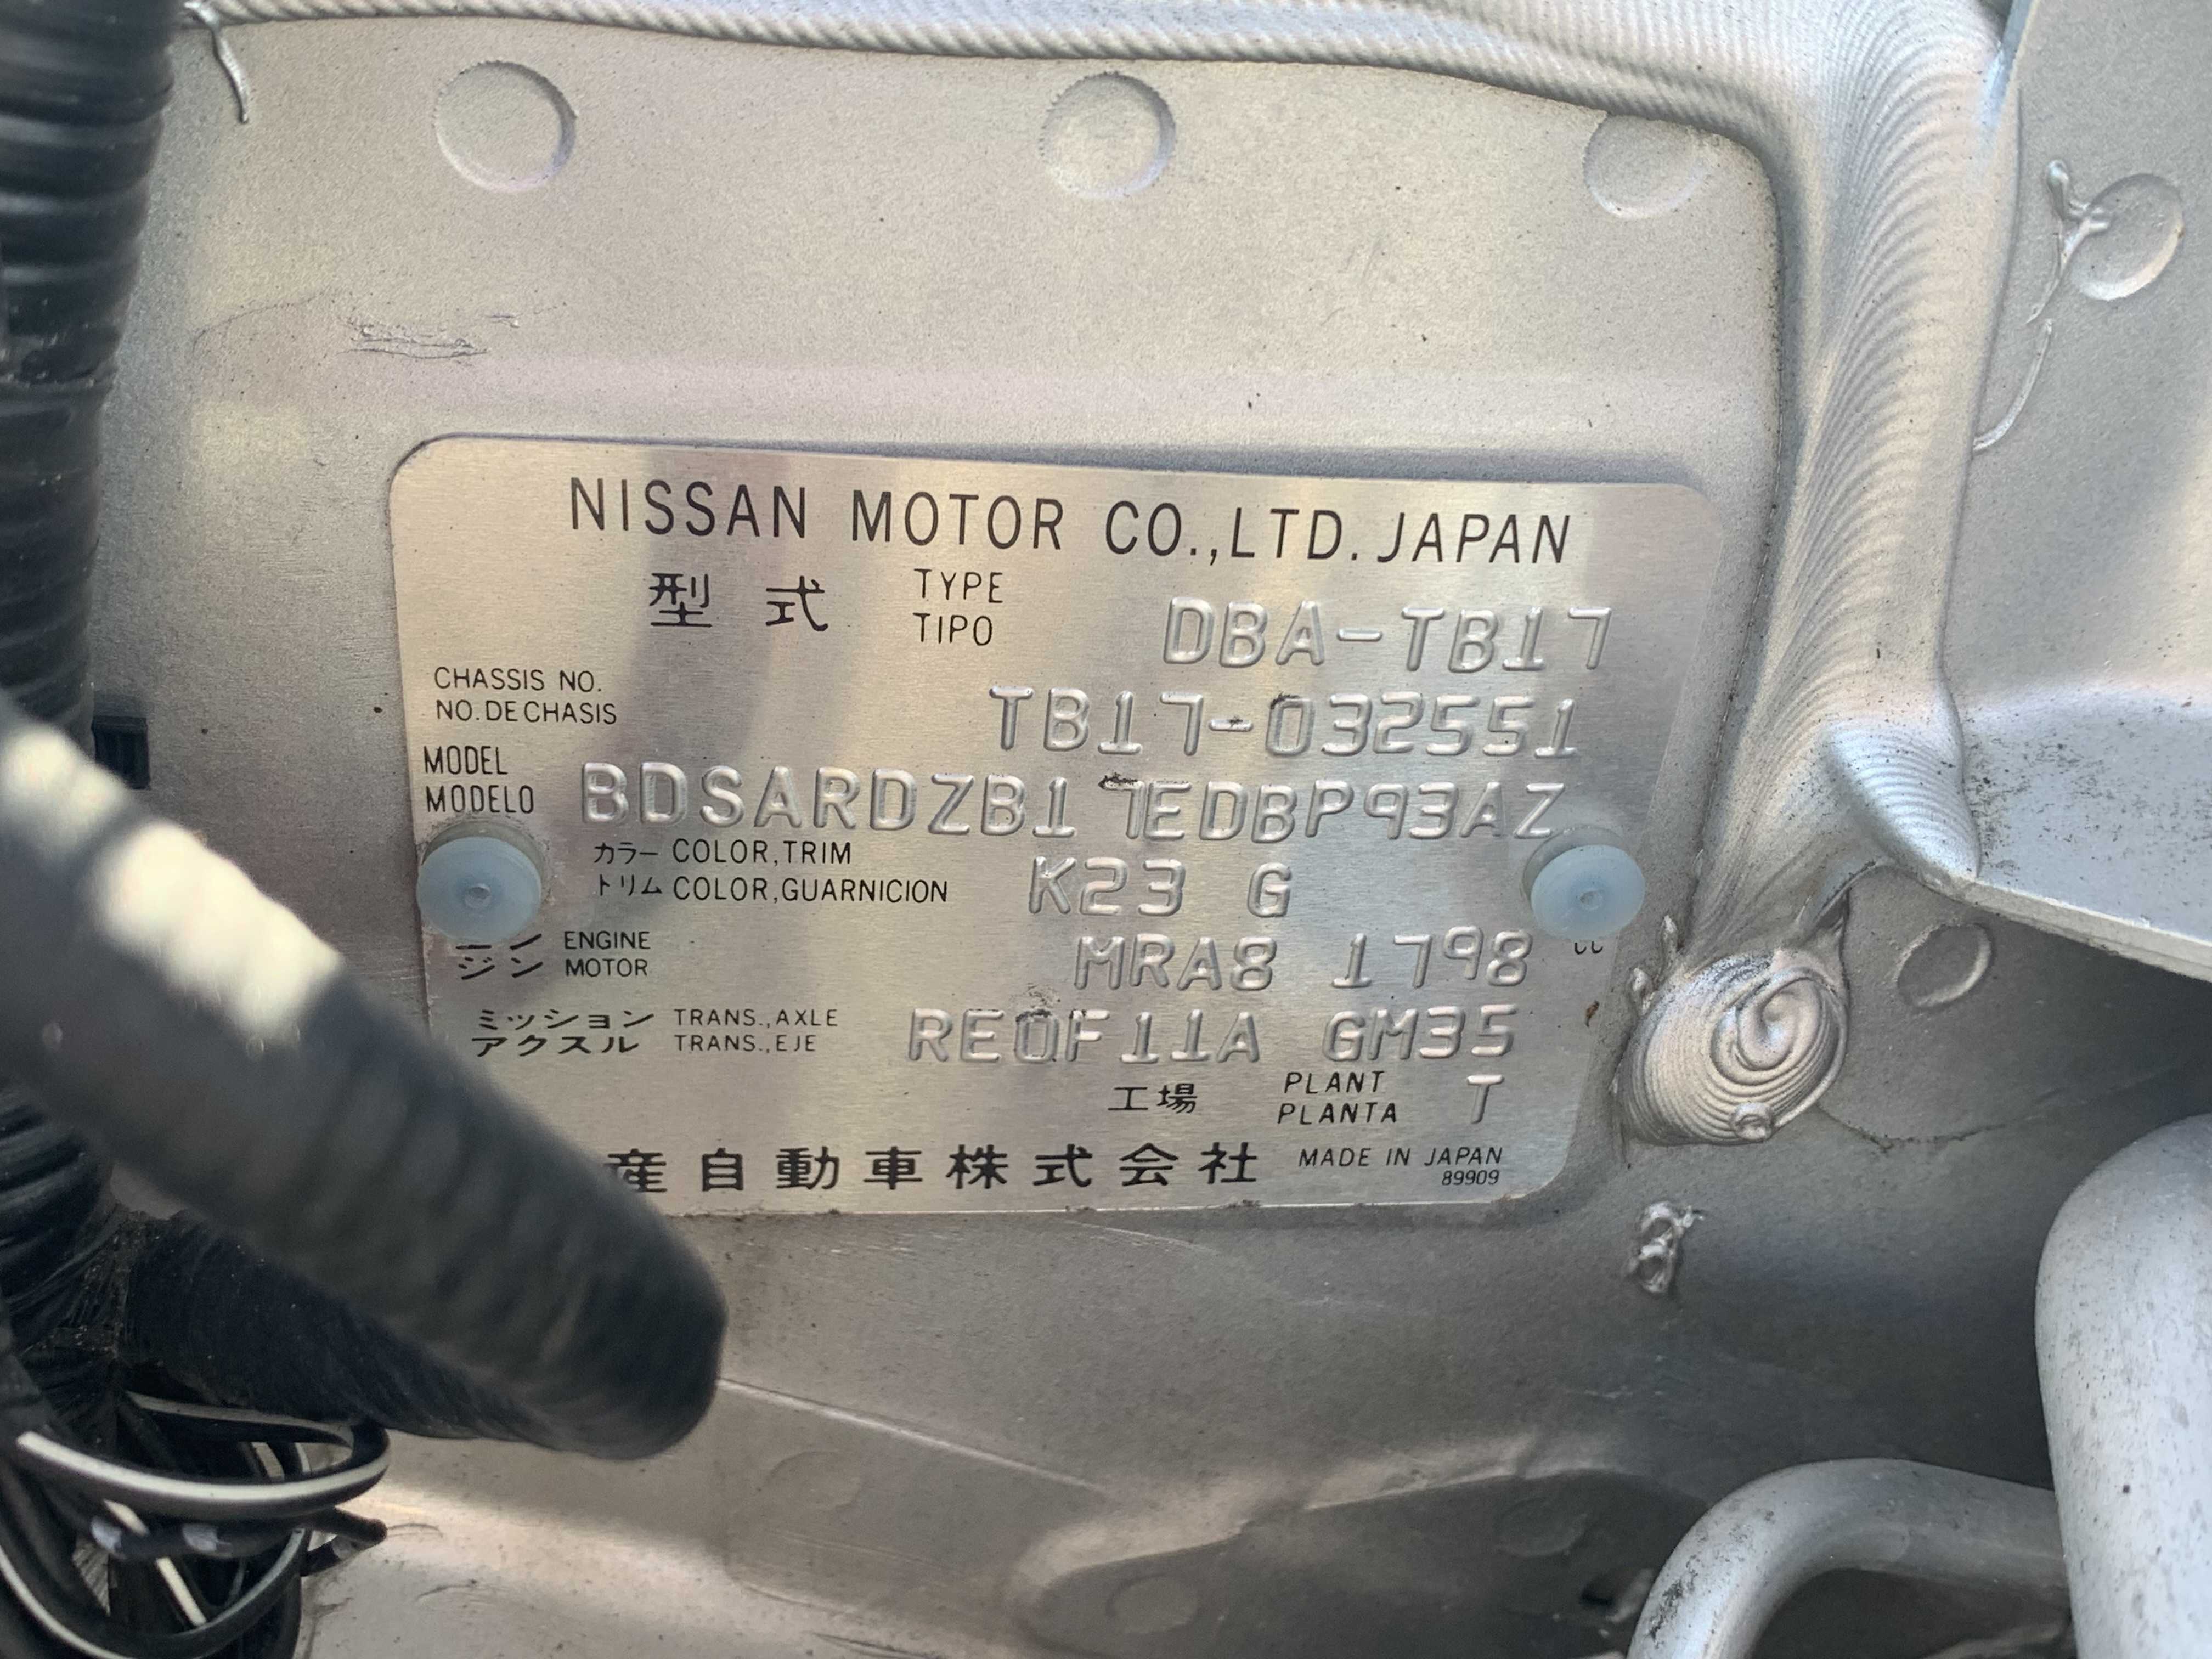 NISSAN MOTOR CO.,LTD. JAPAN
型式 TYPE DBA-TB17
TIPO
CHASSIS NO. TB17-032551
NO. DE CHASIS
MODEL BDSARDZB17EDBP93AZ
MODELO
カラー COLOR,TRIM K23 G
トリム COLOR,GUARNICION
ジン ENGINE MRA8 1798 cc
MOTOR
ミッション TRANS.,AXLE RE0F11A GM35
アクスル TRANS.,EJE
工場 PLANT T
PLANTA
産自動車株式会社 MADE IN JAPAN
89909